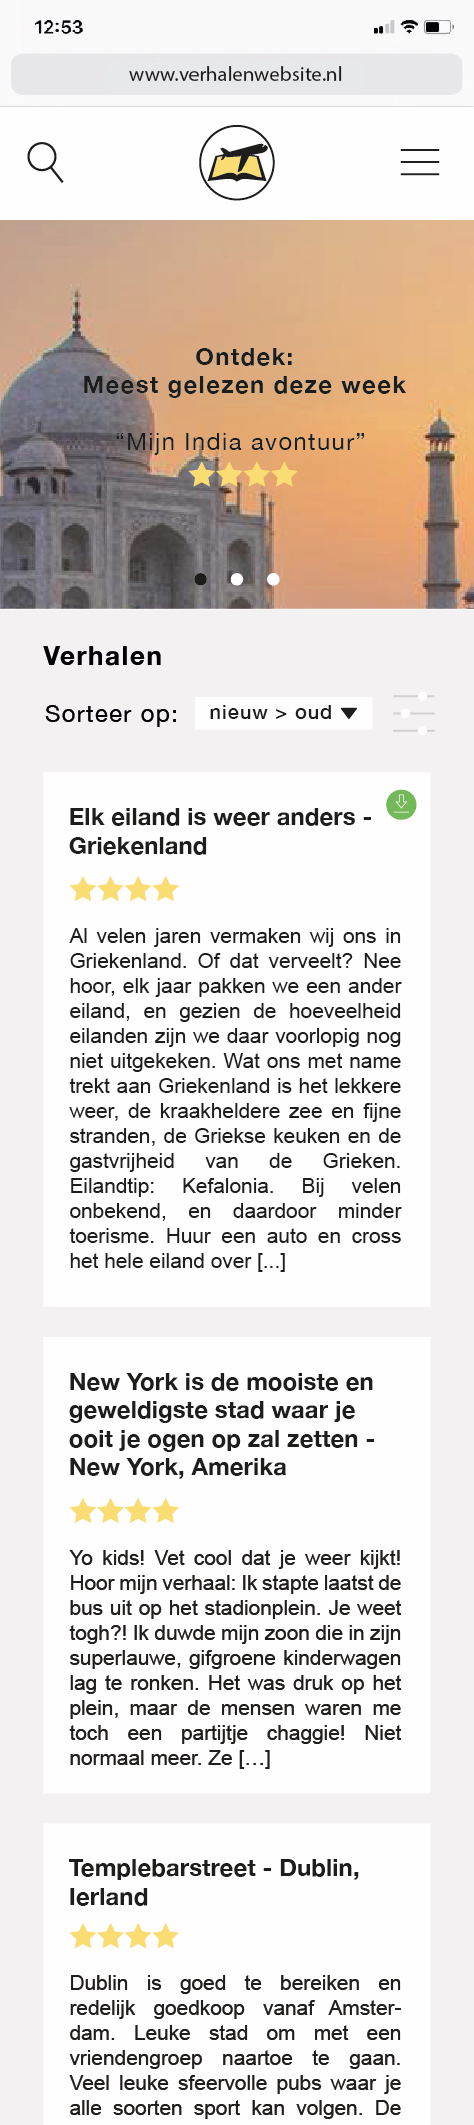 12:53
www.verhalenwebsite.nl
Ontdek:
Meest gelezen deze week
“Mijn India avontuur”
Verhalen
Sorteer op:
nieuw > oud
Elk eiland is weer anders -
Griekenland
Al velen jaren vermaken wij ons in
Griekenland. Of dat verveelt? Nee
hoor, elk jaar pakken we een ander
eiland, en gezien de hoeveelheid
eilanden zijn we daar voorlopig nog
niet uitgekeken. Wat ons met name
trekt aan Griekenland is het lekkere
weer, de kraakheldere zee en fijne
stranden, de Griekse keuken en de
gastvrijheid van de Grieken.
Eilandtip: Kefalonia. Bij velen
onbekend, en daardoor minder
toerisme. Huur een auto en cross
het hele eiland over [...]
New York is de mooiste en
geweldigste stad waar je
ooit je ogen op zal zetten -
New York, Amerika
Yo kids! Vet cool dat je weer kijkt!
Hoor mijn verhaal: Ik stapte laatst de
bus uit op het stadionplein. Je weet
togh?! Ik duwde mijn zoon die in zijn
superlauwe, gifgroene kinderwagen
lag te ronken. Het was druk op het
plein, maar de mensen waren me
toch een partijtje chaggie! Niet
normaal meer. Ze […]
Templebarstreet - Dublin,
Ierland
Dublin is goed te bereiken en
redelijk goedkoop vanaf Amster-
dam. Leuke stad om met een
vriendengroep naartoe te gaan.
Veel leuke sfeervolle pubs waar je
alle soorten sport kan volgen. De